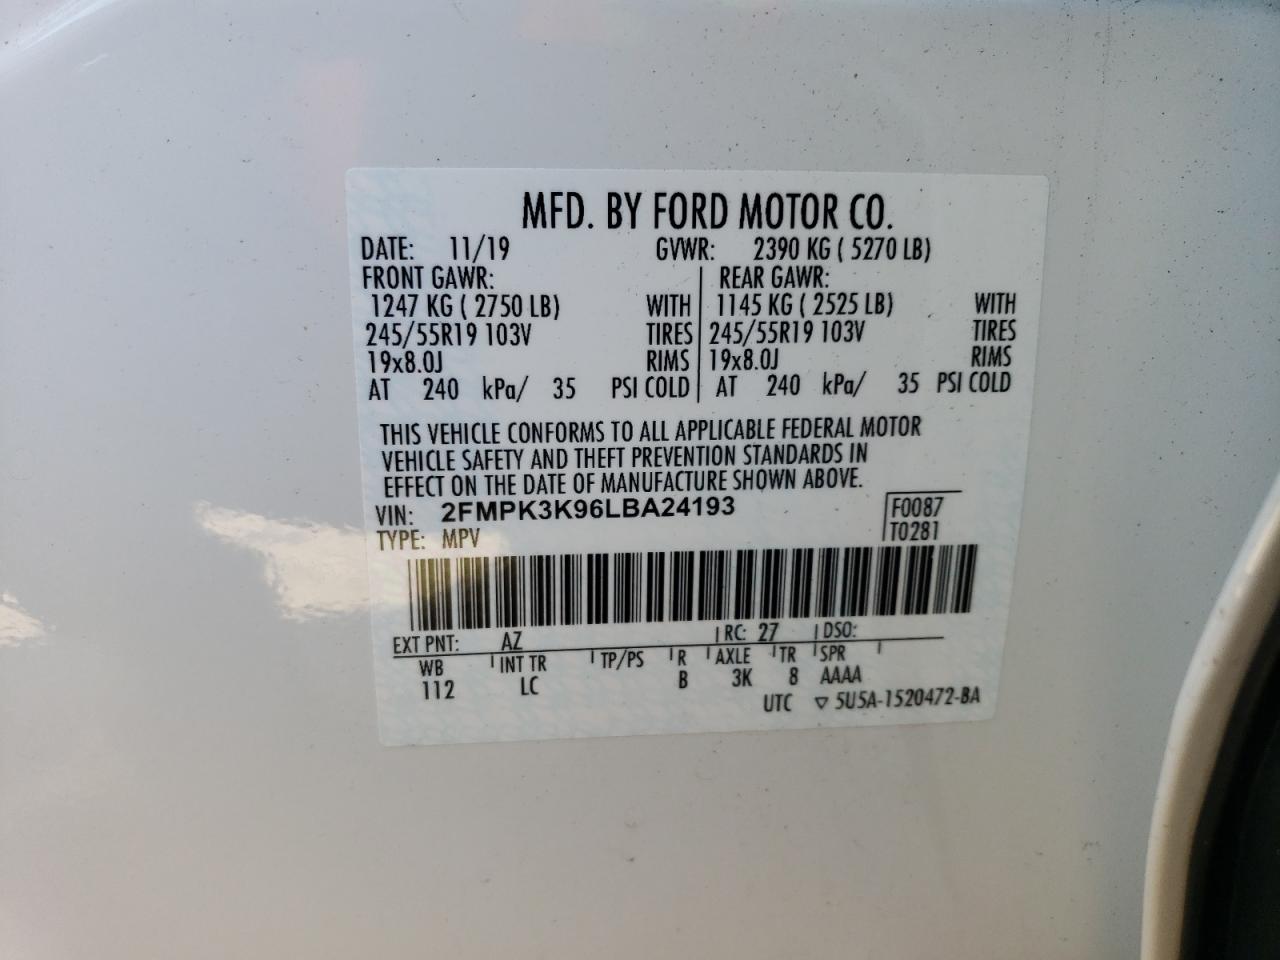 MFD. BY FORD MOTOR CO.
DATE: 11/19 GVWR: 2390 KG ( 5270 LB)
FRONT GAWR: REAR GAWR:
1247 KG ( 2750 LB) WITH 1145 KG ( 2525 LB) WITH
245/55R19 103V TIRES 245/55R19 103V TIRES
19x8.0J RIMS 19x8.0J RIMS
AT 240 kPa/ 35 PSI COLD AT 240 kPa/ 35 PSI COLD
THIS VEHICLE CONFORMS TO ALL APPLICABLE FEDERAL MOTOR
VEHICLE SAFETY AND THEFT PREVENTION STANDARDS IN
EFFECT ON THE DATE OF MANUFACTURE SHOWN ABOVE.
VIN: 2FMPK3K96LBA24193 F0087
TYPE: MPV T0281
EXT PNT: AZ RC: 27 DSO:
WB INT TR TP/PS R AXLE TR SPR
112 LC B 3K 8 AAAA
UTC ▽ 5U5A-1520472-BA